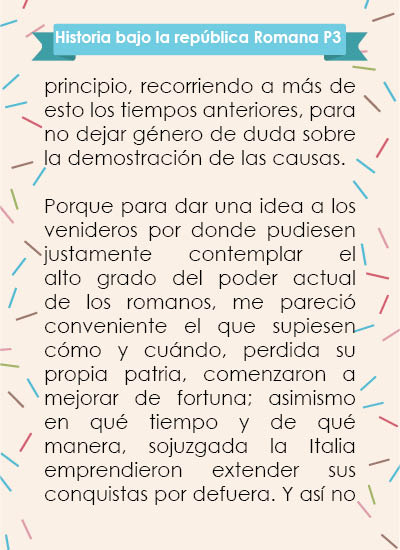 Historia bajo la república Romana P3
principio, recorriendo a más de
esto los tiempos anteriores, para
no dejar género de duda sobre
la demostración de las causas.
Porque para dar una idea a los
venideros por donde pudiesen
justamente contemplar el
alto grado del poder actual
de los romanos, me pareció
conveniente el que supiesen
cómo y cuándo, perdida su
propia patria, comenzaron a
mejorar de fortuna; asimismo
en qué tiempo y de qué
manera, sojuzgada la Italia
emprendieron extender sus
conquistas por defuera. Y así no